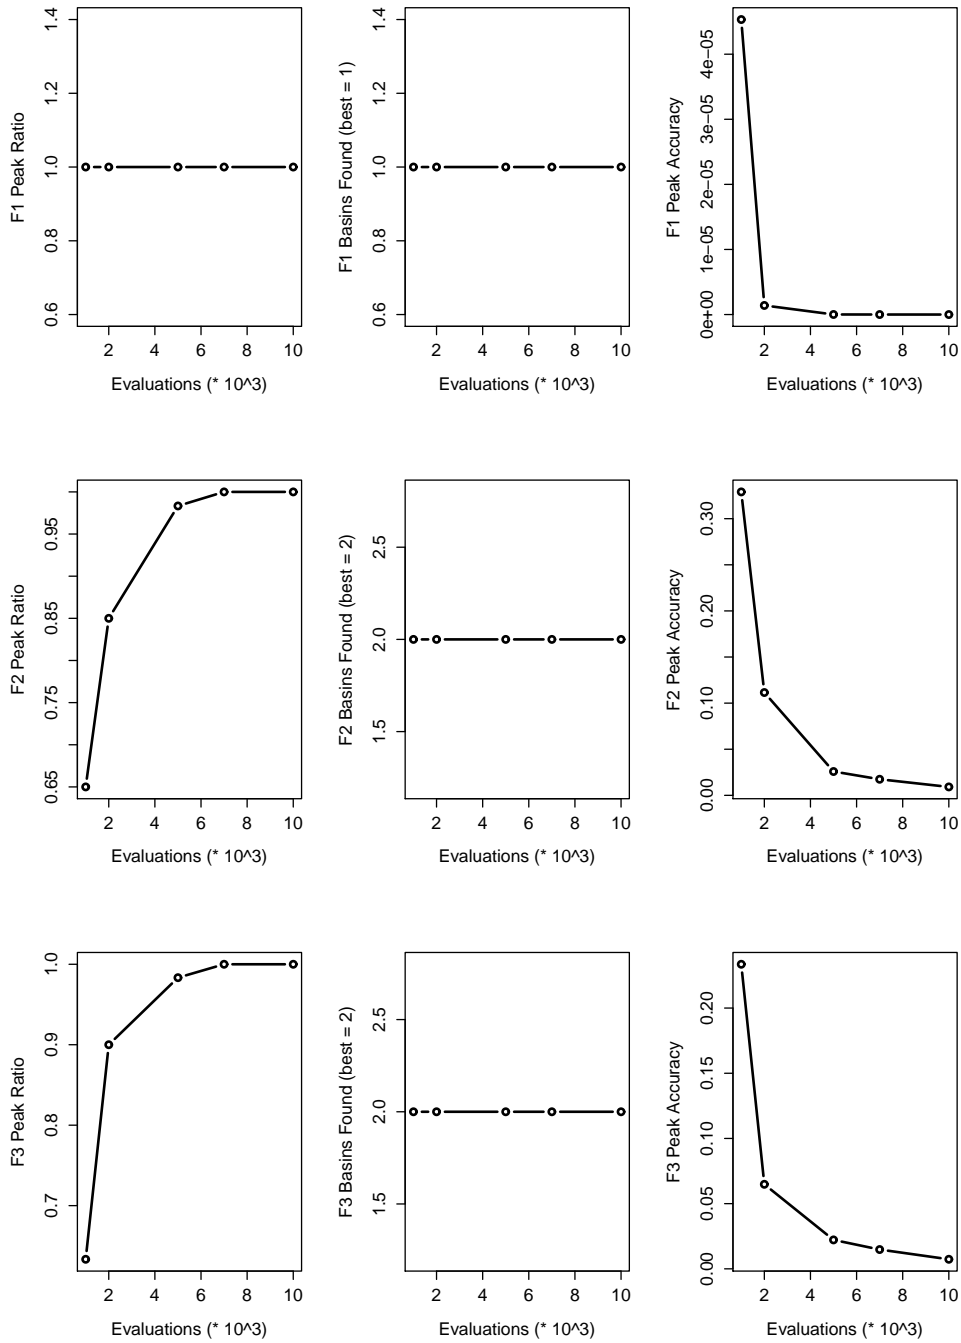 F1 Peak Ratio
0.6 0.8 1.0 1.2 1.4
2 4 6 8 10
Evaluations (* 10^3)
F1 Basins Found (best = 1)
0.6 0.8 1.0 1.2 1.4
2 4 6 8 10
Evaluations (* 10^3)
F1 Peak Accuracy
0e+00 1e−05 2e−05 3e−05 4e−05
2 4 6 8 10
Evaluations (* 10^3)
F2 Peak Ratio
0.65 0.75 0.85 0.95
2 4 6 8 10
Evaluations (* 10^3)
F2 Basins Found (best = 2)
1.5 2.0 2.5
2 4 6 8 10
Evaluations (* 10^3)
F2 Peak Accuracy
0.00 0.10 0.20 0.30
2 4 6 8 10
Evaluations (* 10^3)
F3 Peak Ratio
0.7 0.8 0.9 1.0
2 4 6 8 10
Evaluations (* 10^3)
F3 Basins Found (best = 2)
1.5 2.0 2.5
2 4 6 8 10
Evaluations (* 10^3)
F3 Peak Accuracy
0.00 0.05 0.10 0.15 0.20
2 4 6 8 10
Evaluations (* 10^3)